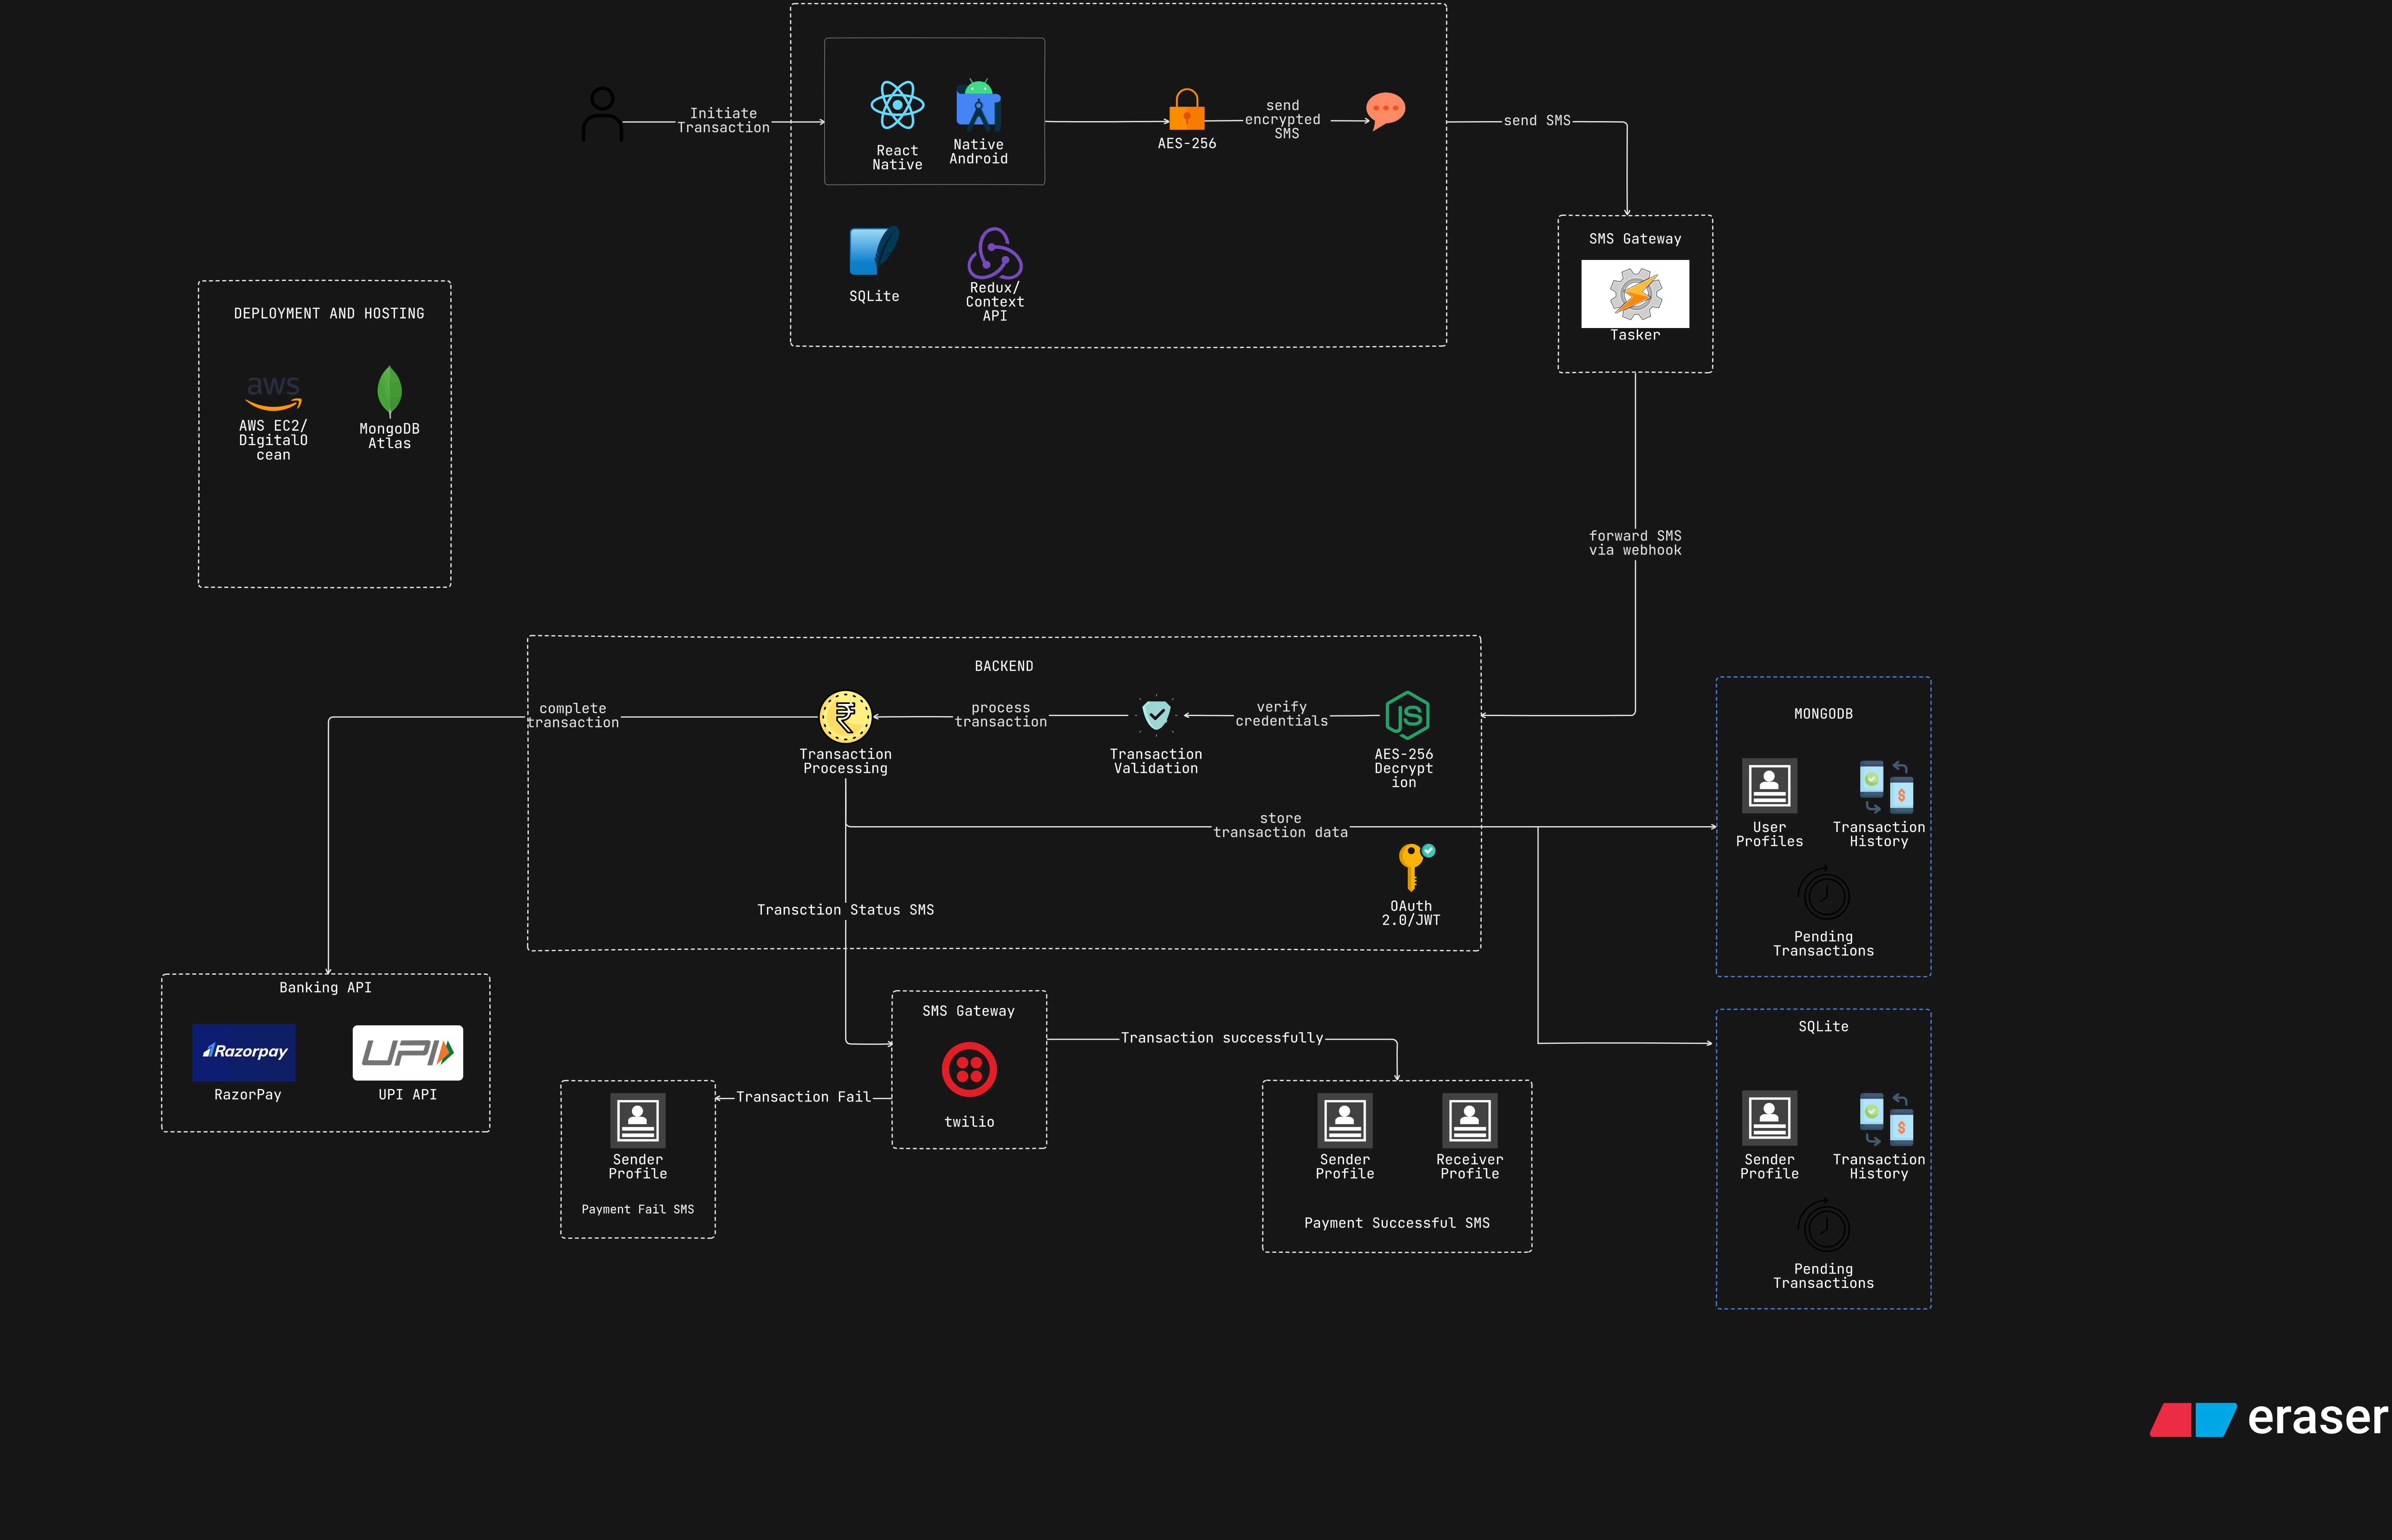 Initiate
Transaction
React
Native
Native
Android
AES-256
send
encrypted
SMS
send SMS
SQLite
Redux/
Context
API
SMS Gateway
Tasker
DEPLOYMENT AND HOSTING
aws
AWS EC2/
DigitalO
cean
MongoDB
Atlas
forward SMS
via webhook
BACKEND
complete
transaction
Transaction
Processing
process
transaction
Transaction
Validation
verify
credentials
JS
AES-256
Decrypt
ion
store
transaction data
OAuth
2.0/JWT
Transction Status SMS
MONGODB
User
Profiles
Transaction
History
Pending
Transactions
Banking API
Razorpay
RazorPay
UPI
UPI API
SMS Gateway
twilio
Transaction successfully
Transaction Fail
Sender
Profile
Payment Fail SMS
Sender
Profile
Receiver
Profile
Payment Successful SMS
SQLite
Sender
Profile
Transaction
History
Pending
Transactions
eraser